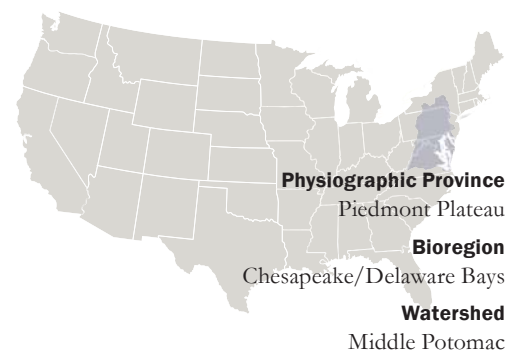 Physiographic Province
Piedmont Plateau
Bioregion
Chesapeake/Delaware Bays
Watershed
Middle Potomac